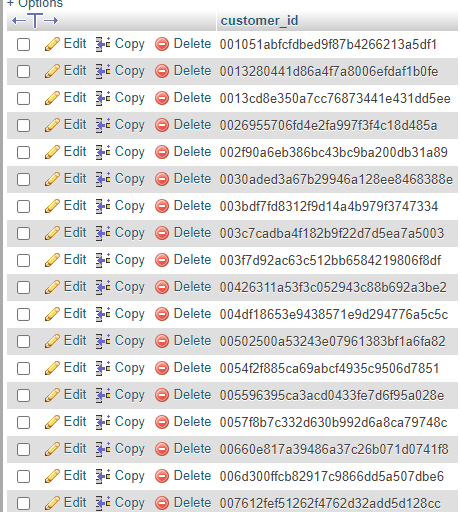 + Options
customer_id
Edit Copy Delete 001051abfcfdbed9f87b4266213a5df1
Edit Copy Delete 0013280441d86a4f7a8006efdaf1b0fe
Edit Copy Delete 0013cd8e350a7cc76873441e431dd5ee
Edit Copy Delete 0026955706fd4e2fa997f3f4c18d485a
Edit Copy Delete 002f90a6eb386bc43bc9ba200db31a89
Edit Copy Delete 0030aded3a67b29946a128ee8468388e
Edit Copy Delete 003bdf7fd8312f9d14a4b979f3747334
Edit Copy Delete 003c7cadba4f182b9f22d7d5ea7a5003
Edit Copy Delete 003f7d92ac63c512bb6584219806f8df
Edit Copy Delete 00426311a53f3c052943c88b692a3be2
Edit Copy Delete 004df18653e9438571e9d294776a5c5c
Edit Copy Delete 00502500a53243e07961383bf1a6fa82
Edit Copy Delete 0054f2f885ca69abcf4935c9506d7851
Edit Copy Delete 005596395ca3acd0433fe7d6f95a028e
Edit Copy Delete 0057f8b7c332d630b992d6a8ca79748c
Edit Copy Delete 00660e817a39486a37c26b071d0741f8
Edit Copy Delete 006d300ffcb82917c9866dd5a507dbe6
Edit Copy Delete 007612fef51262f4762d32add5d128cc